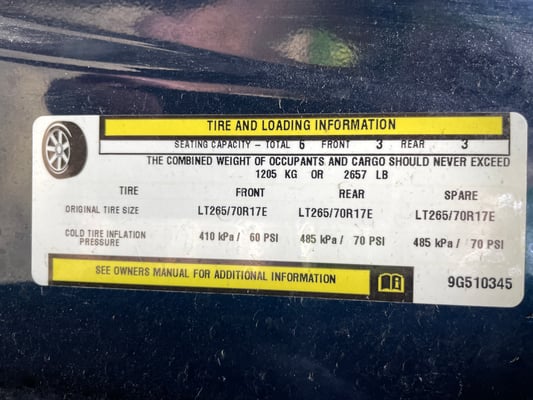 TIRE AND LOADING INFORMATION
SEATING CAPACITY - TOTAL 6 FRONT 3 REAR 3
THE COMBINED WEIGHT OF OCCUPANTS AND CARGO SHOULD NEVER EXCEED
1205 KG OR 2657 LB
TIRE FRONT REAR SPARE
ORIGINAL TIRE SIZE LT265/70R17E LT265/70R17E LT265/70R17E
COLD TIRE INFLATION PRESSURE 410 kPa / 60 PSI 485 kPa / 70 PSI 485 kPa / 70 PSI
SEE OWNERS MANUAL FOR ADDITIONAL INFORMATION
9G510345